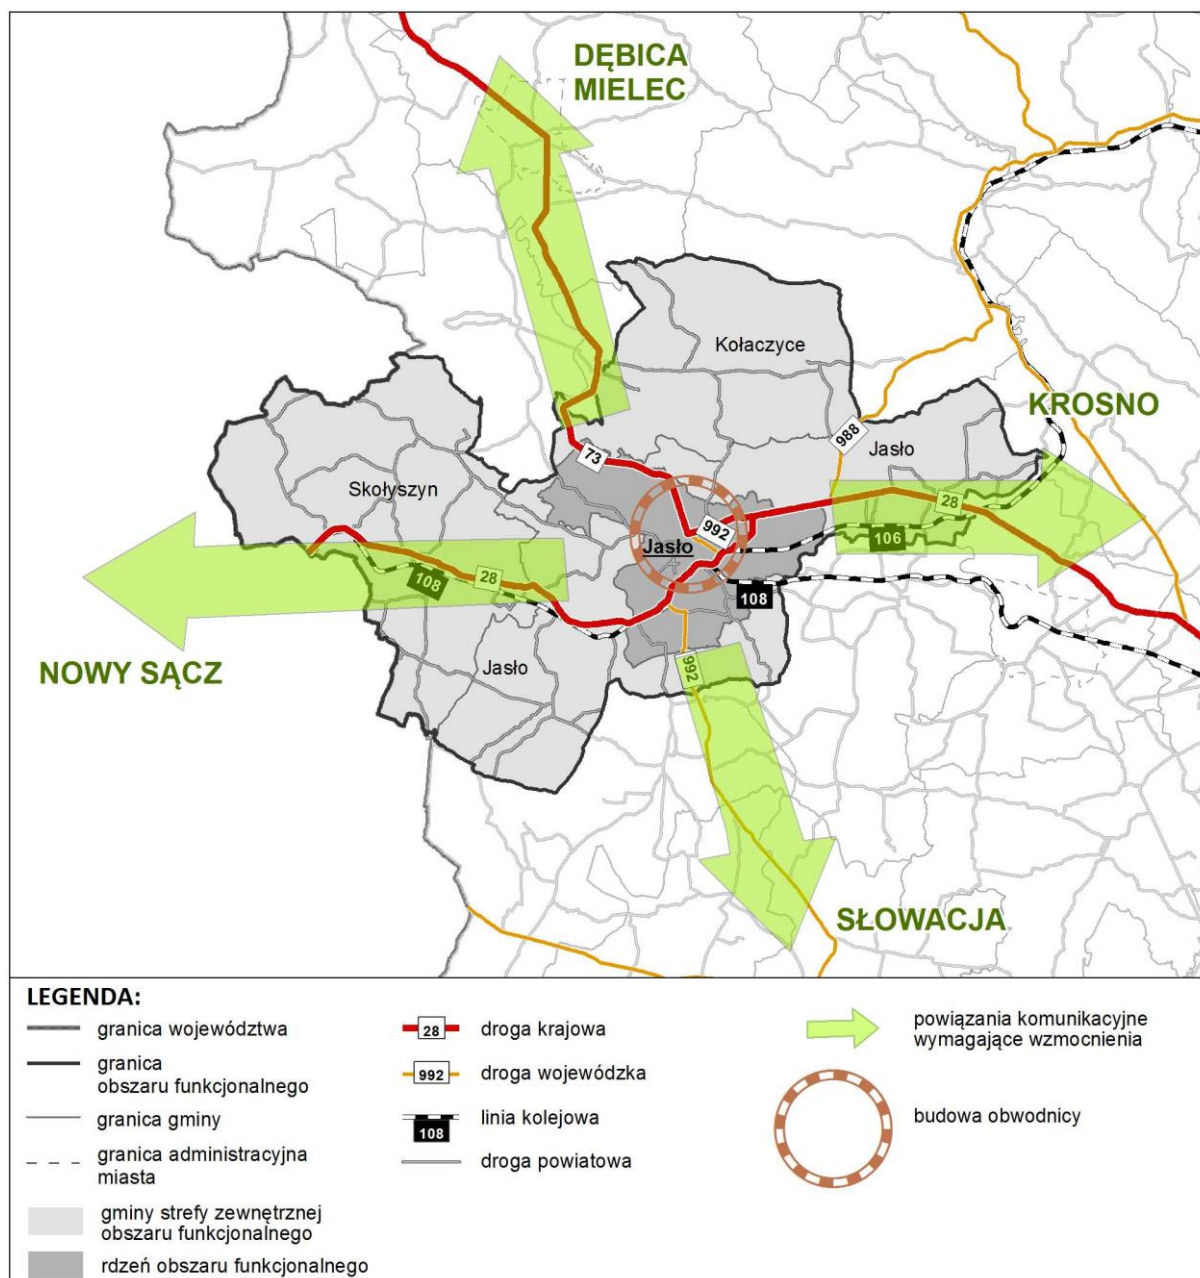 DĘBICA
MIELEC
Kołaczyce
KROSNO
988
Jasło
73
Skołyszyn
28
992
Jasło
106
108
28
108
NOWY SĄCZ
Jasło
992
SŁOWACJA
LEGENDA:
granica województwa
granica
obszaru funkcjonalnego
granica gminy
granica administracyjna
miasta
gminy strefy zewnętrznej
obszaru funkcjonalnego
rdzeń obszaru funkcjonalnego
28
droga krajowa
992
droga wojewódzka
linia kolejowa
108
droga powiatowa
powiązania komunikacyjne
wymagające wzmocnienia
budowa obwodnicy